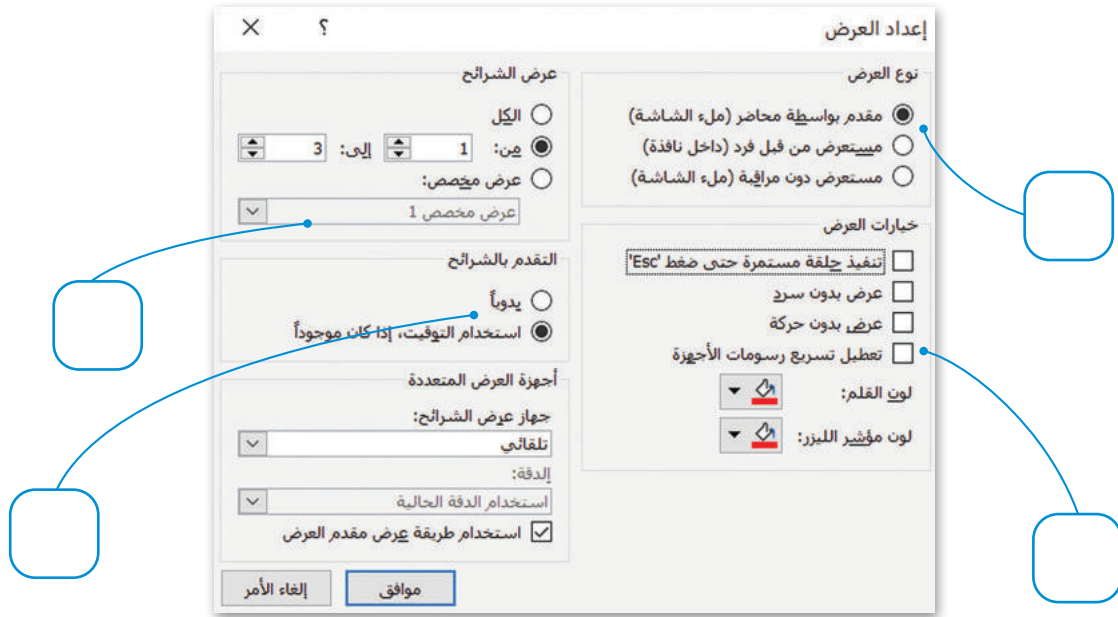 إعداد العرض
؟
نوع العرض
مقدم بواسطة محاضر (ملء الشاشة)
مستعرض من قبل فرد (داخل نافذة)
مستعرض دون مراقبة (ملء الشاشة)
خيارات العرض
تنفيذ حلقة مستمرة حتى ضغط 'Esc'
عرض بدون سرد
عرض بدون حركة
تعطيل تسريع رسومات الأجهزة
لون القلم:
لون مؤشير الليزر:
عرض الشرائح
الكل
من: 1 إلى: 3
عرض مخصص:
عرض مخصص 1
التقدم بالشرائح
يدوياً
استخدام التوقيت، إذا كان موجوداً
أجهزة العرض المتعددة
جهاز عرض الشرائح:
تلقائي
الدقة:
استخدام الدقة الحالية
استخدام طريقة عرض مقدم العرض
موافق
إلغاء الأمر